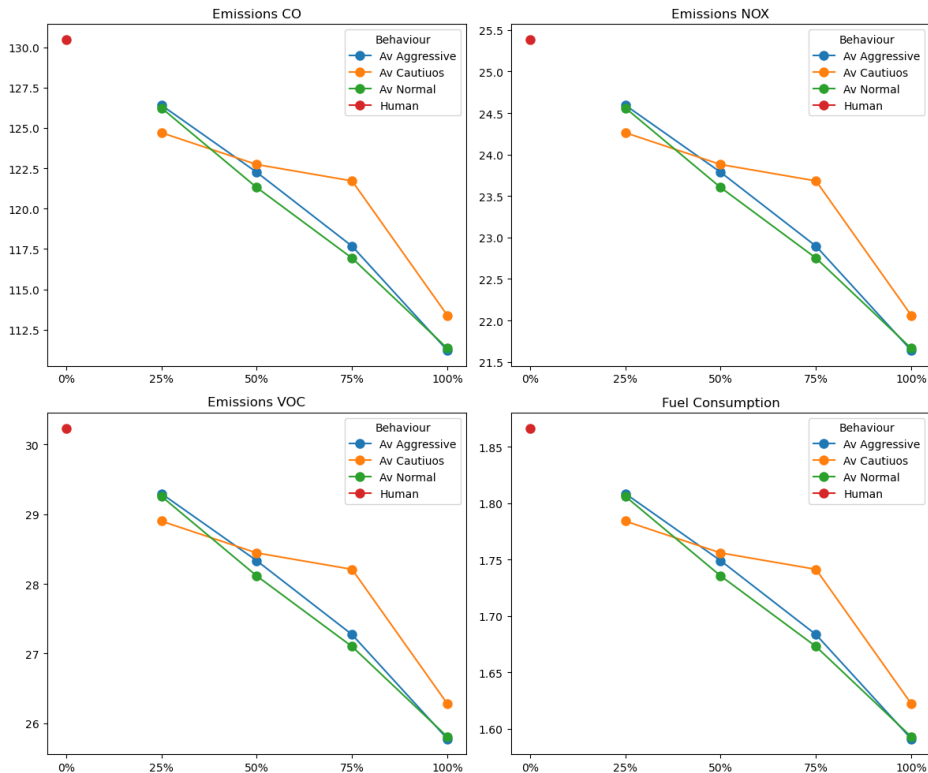 Emissions CO
130.0
127.5
125.0
122.5
120.0
117.5
115.0
112.5
0%
25%
50%
75%
100%
Behaviour
Av Aggressive
Av Cautiuos
Av Normal
Human
Emissions NOX
25.5
25.0
24.5
24.0
23.5
23.0
22.5
22.0
21.5
0%
25%
50%
75%
100%
Behaviour
Av Aggressive
Av Cautiuos
Av Normal
Human
Emissions VOC
30
29
28
27
26
0%
25%
50%
75%
100%
Behaviour
Av Aggressive
Av Cautiuos
Av Normal
Human
Fuel Consumption
1.85
1.80
1.75
1.70
1.65
1.60
0%
25%
50%
75%
100%
Behaviour
Av Aggressive
Av Cautiuos
Av Normal
Human